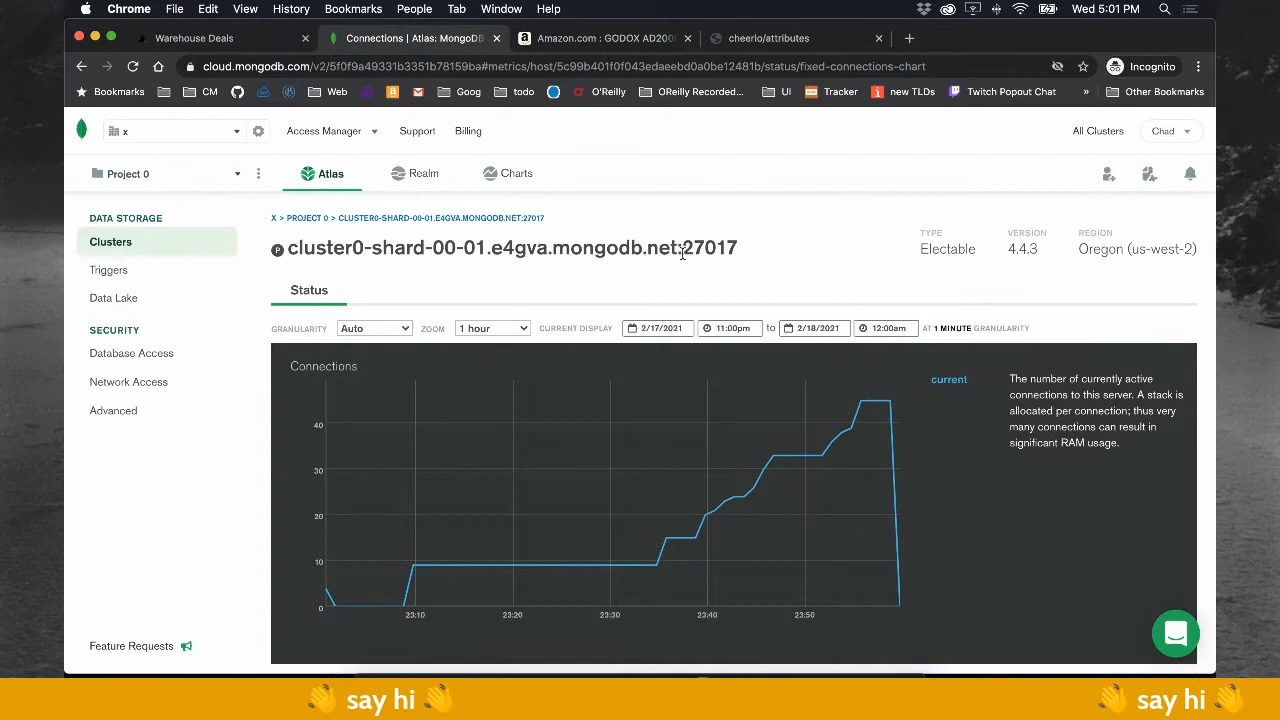 Chrome File Edit View History Bookmarks People Tab Window Help Wed 5:01 PM
Warehouse Deals Connections | Atlas: MongoDB Amazon.com : GODOX AD200 cheerio/attributes
cloud.mongodb.com/v2/5f0f9a49331b3351b78159ba#metrics/host/5c99b401f0f043edaeebd0a0be12481b/status/fixed-connections-chart Incognito
Bookmarks CM Web Goog todo O'Reilly OReilly Recorded... UI Tracker new TLDs Twitch Popout Chat » Other Bookmarks
x Access Manager Support Billing All Clusters Chad
Project 0 Atlas Realm Charts
DATA STORAGE
Clusters
Triggers
Data Lake
SECURITY
Database Access
Network Access
Advanced
Feature Requests
X > PROJECT 0 > CLUSTER0-SHARD-00-01.E4GVA.MONGODB.NET:27017
P cluster0-shard-00-01.e4gva.mongodb.net:27017
TYPE VERSION REGION
Electable 4.4.3 Oregon (us-west-2)
Status
GRANULARITY Auto ZOOM 1 hour CURRENT DISPLAY 2/17/2021 11:00pm to 2/18/2021 12:00am AT 1 MINUTE GRANULARITY
Connections
40
30
20
10
0
23:10 23:20 23:30 23:40 23:50
current
The number of currently active
connections to this server. A stack is
allocated per connection; thus very
many connections can result in
significant RAM usage.
👋 say hi 👋 👋 say hi 👋